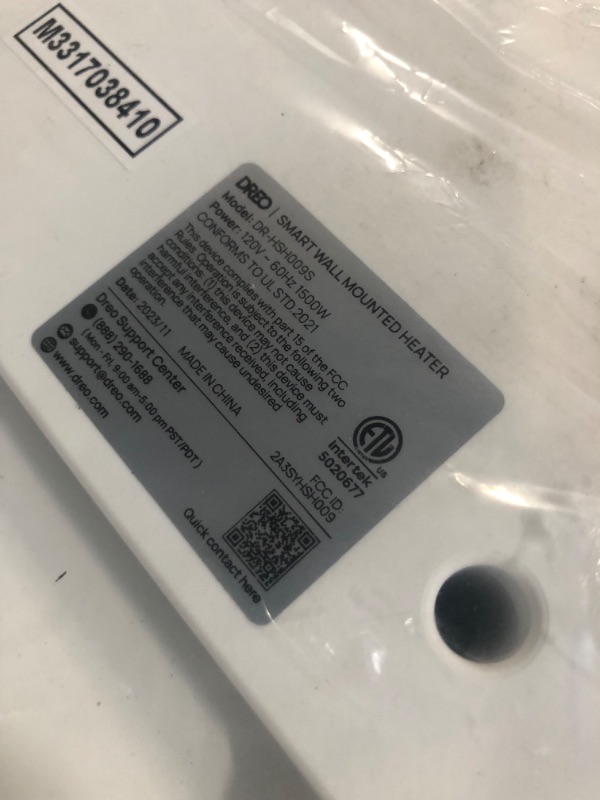 M3317038410
DREO | SMART WALL MOUNTED HEATER
Model: DR-HSH009S
Power: 120V ~ 60Hz 1500W
CONFORMS TO UL STD.2021
This device complies with part 15 of the FCC
Rules. Operation is subject to the following two
conditions: (1) this device may not cause
harmful interference, and (2) this device must
accept any interference received, including
interference that may cause undesired
operation.
Date: 2023/11 MADE IN CHINA
ETL
US
Intertek
5020677
FCC ID:
2A3SYHSH009
Dreo Support Center
(888) 290-1688
(Mon - Fri, 9:00 am-5:00 pm PST/PDT)
support@dreo.com
www.dreo.com
Quick contact here